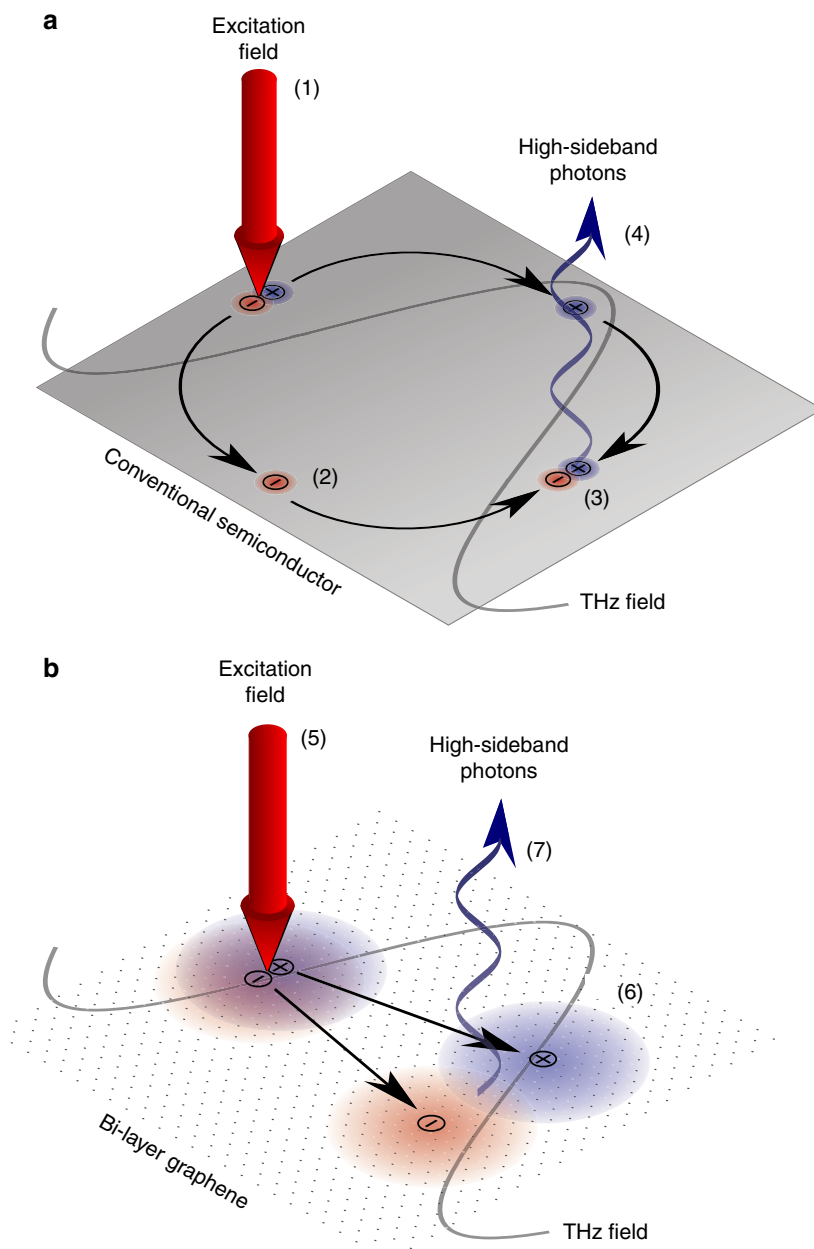 a
Excitation
field
(1)
High-sideband
photons
(4)
(2)
(3)
Conventional semiconductor
THz field
b
Excitation
field
(5)
High-sideband
photons
(7)
(6)
Bi-layer graphene
THz field